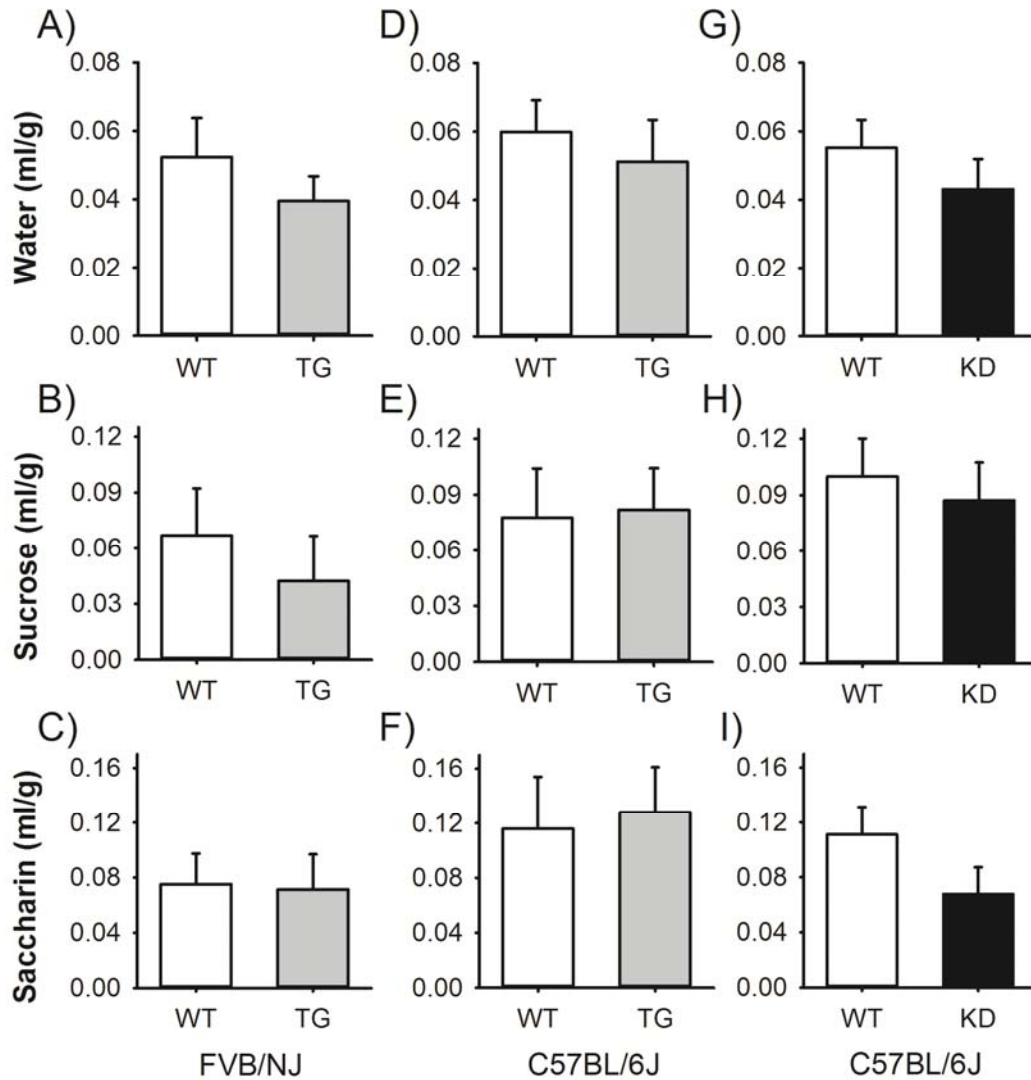 A)
D)
G)
Water (ml/g)
0.08
0.06
0.04
0.02
0.00
WT
TG
0.08
0.06
0.04
0.02
0.00
WT
TG
0.08
0.06
0.04
0.02
0.00
WT
KD
B)
E)
H)
Sucrose (ml/g)
0.12
0.09
0.06
0.03
0.00
WT
TG
0.12
0.09
0.06
0.03
0.00
WT
TG
0.12
0.09
0.06
0.03
0.00
WT
KD
C)
F)
I)
Saccharin (ml/g)
0.16
0.12
0.08
0.04
0.00
WT
TG
0.16
0.12
0.08
0.04
0.00
WT
TG
0.16
0.12
0.08
0.04
0.00
WT
KD
FVB/NJ
C57BL/6J
C57BL/6J